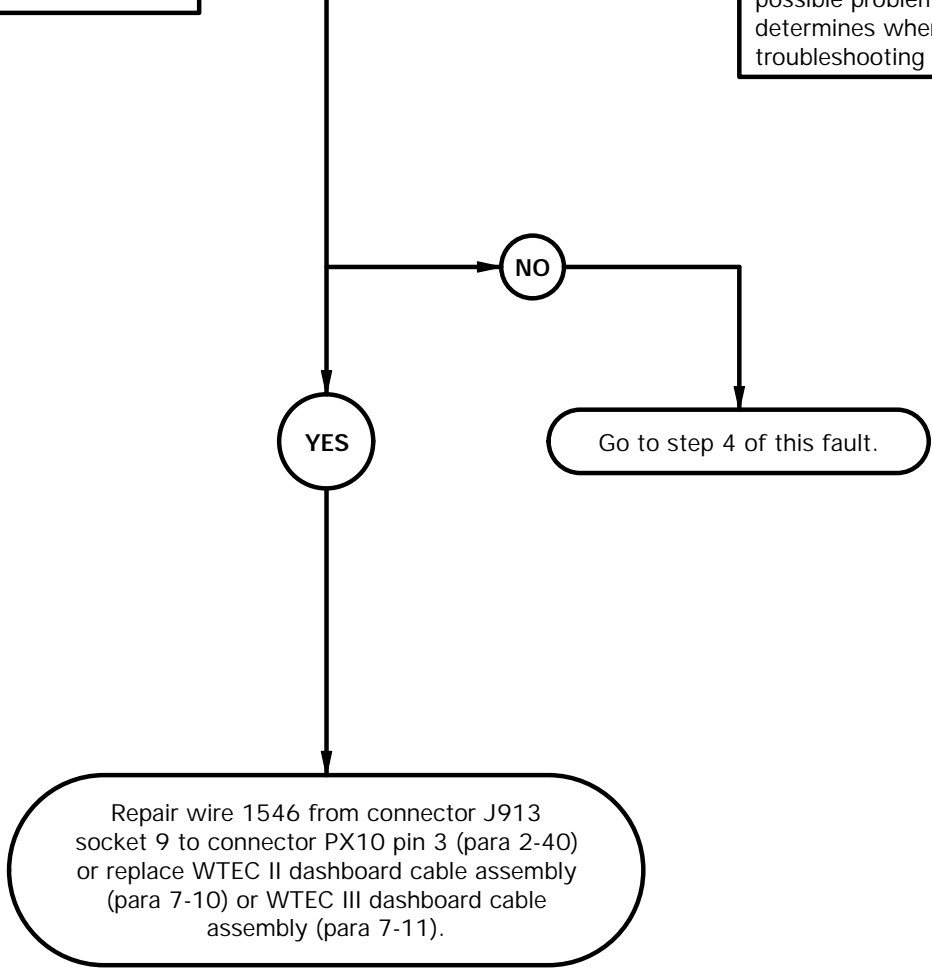 possible problem
determines when
troubleshooting
NO
YES
Go to step 4 of this fault.
Repair wire 1546 from connector J913
socket 9 to connector PX10 pin 3 (para 2-40)
or replace WTEC II dashboard cable assembly
(para 7-10) or WTEC III dashboard cable
assembly (para 7-11).